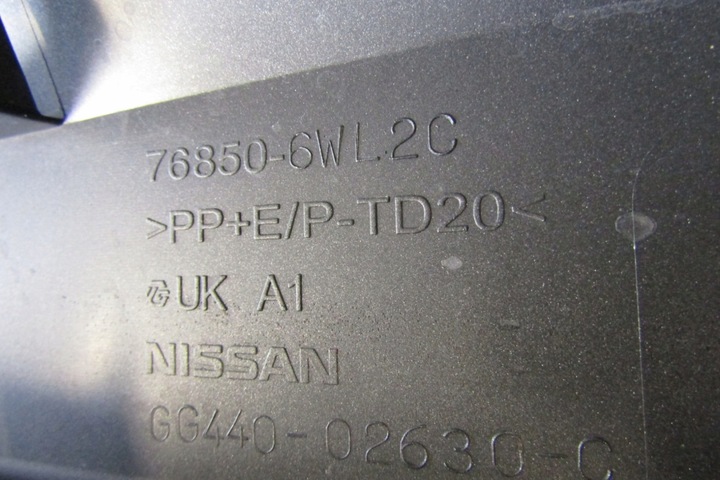 76850-6WL2C
>PP+E/P-TD20<
UK A1
NISSAN
GG440-02630-C